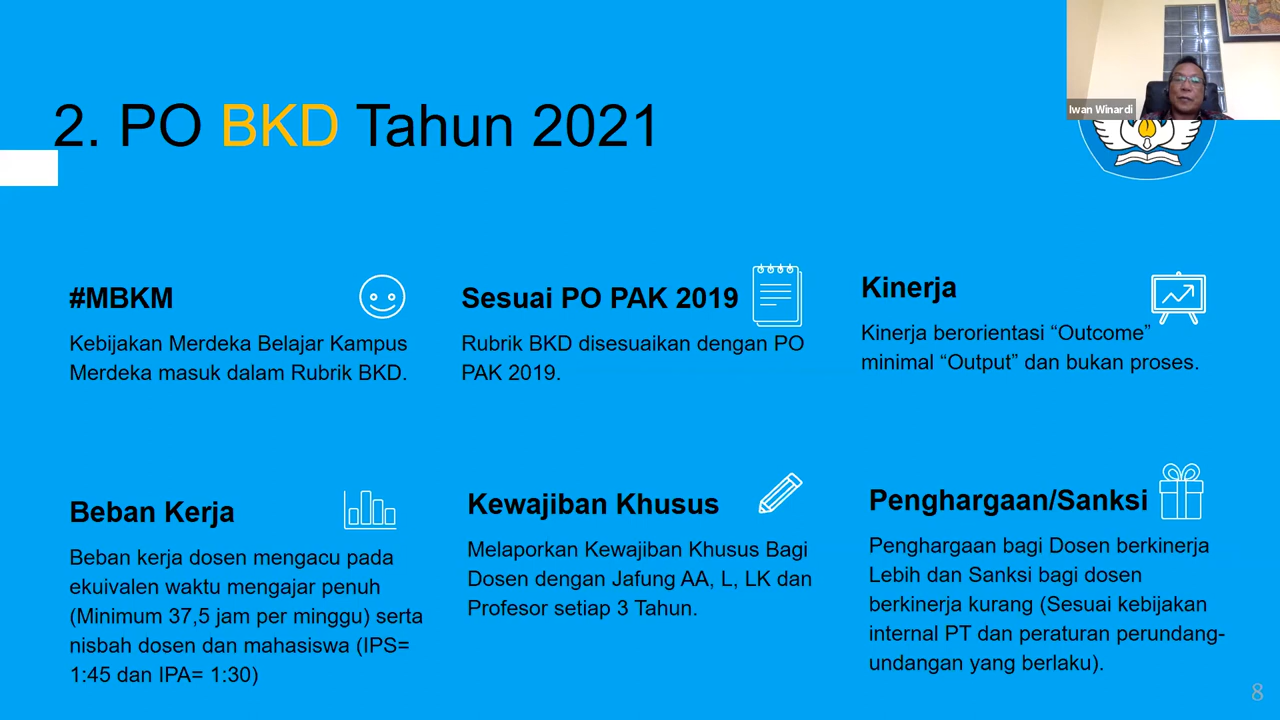 Iwan Winardi
2. PO BKD Tahun 2021
#MBKM
Kebijakan Merdeka Belajar Kampus
Merdeka masuk dalam Rubrik BKD.
Sesuai PO PAK 2019
Rubrik BKD disesuaikan dengan PO
PAK 2019.
Kinerja
Kinerja berorientasi “Outcome”
minimal “Output” dan bukan proses.
Beban Kerja
Beban kerja dosen mengacu pada
ekuivalen waktu mengajar penuh
(Minimum 37,5 jam per minggu) serta
nisbah dosen dan mahasiswa (IPS=
1:45 dan IPA= 1:30)
Kewajiban Khusus
Melaporkan Kewajiban Khusus Bagi
Dosen dengan Jafung AA, L, LK dan
Profesor setiap 3 Tahun.
Penghargaan/Sanksi
Penghargaan bagi Dosen berkinerja
Lebih dan Sanksi bagi dosen
berkinerja kurang (Sesuai kebijakan
internal PT dan peraturan perundang-
undangan yang berlaku).
8